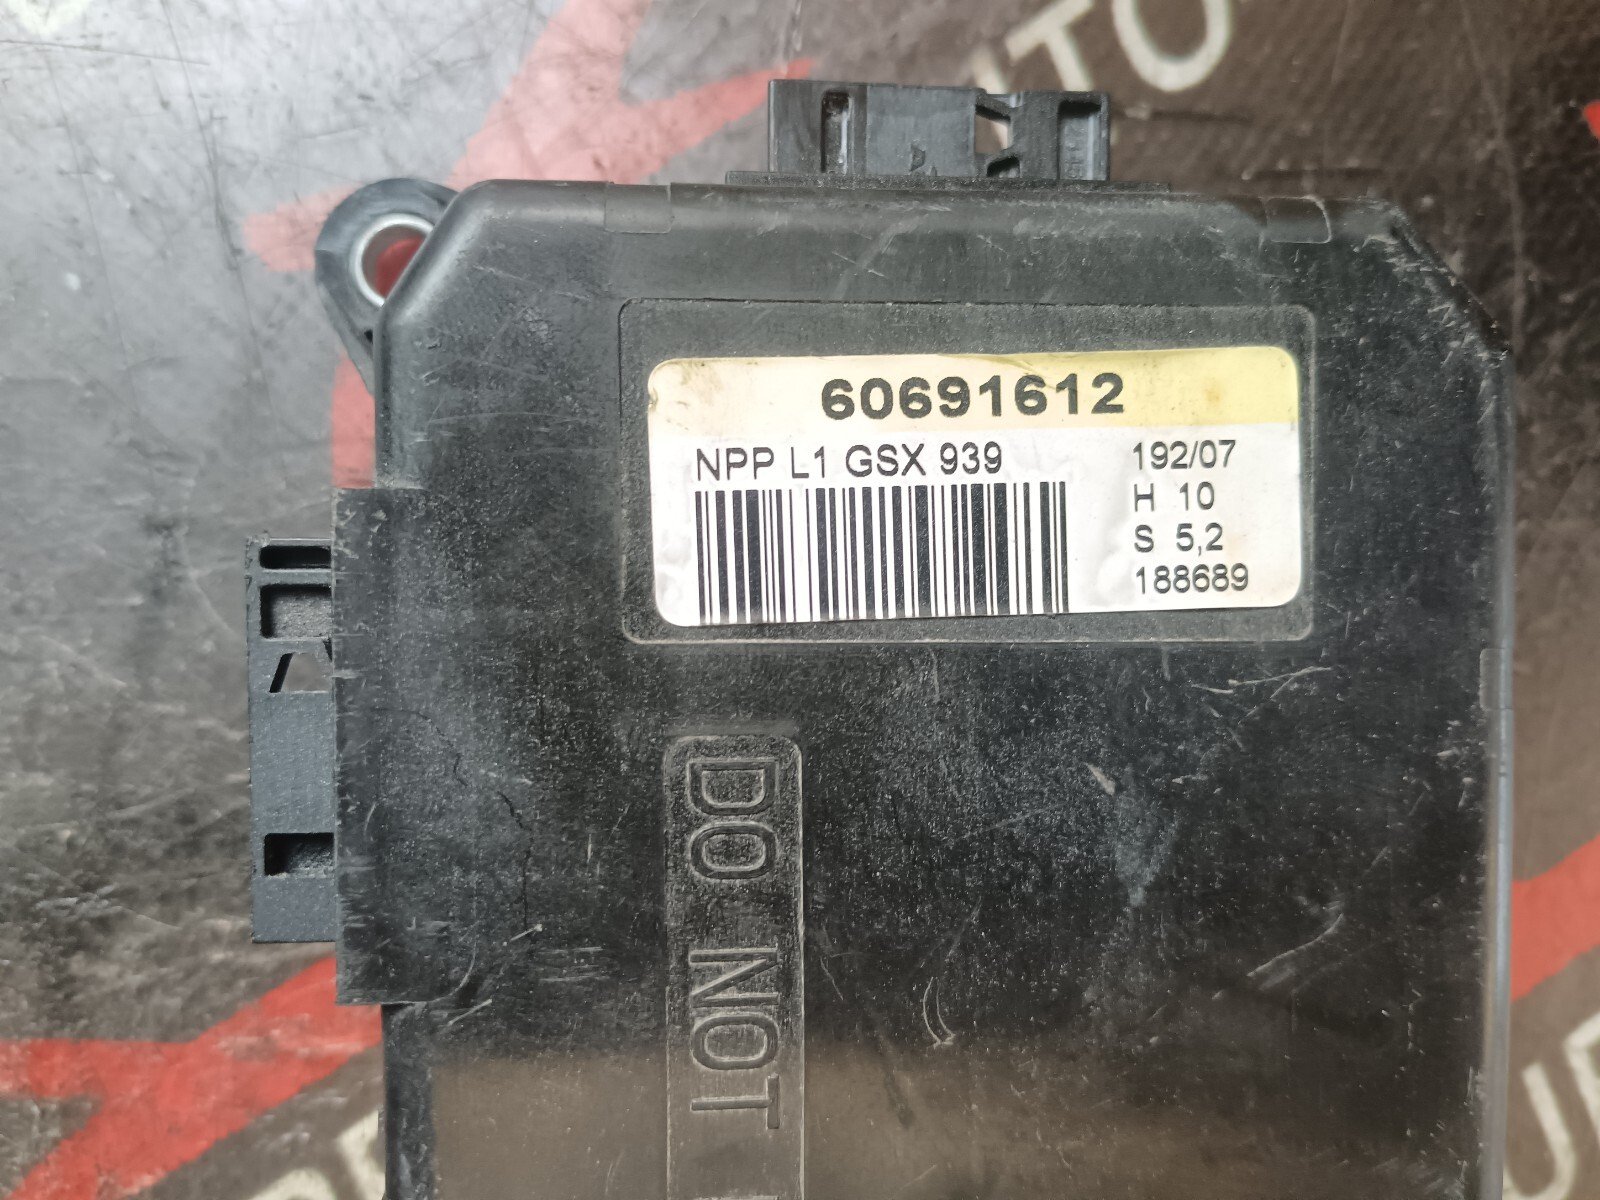 60691612
NPP L1 GSX 939
192/07
H 10
S 5,2
188689
DO NOT